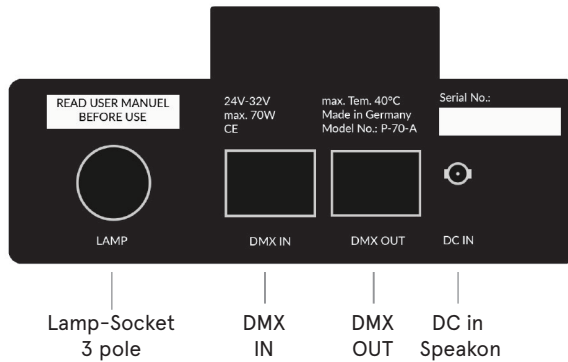 READ USER MANUEL
BEFORE USE
24V-32V
max. 70W
CE
max. Tem. 40°C
Made in Germany
Model No.: P-70-A
Serial No.:
LAMP
DMX IN
DMX OUT
DC IN
Lamp-Socket
3 pole
DMX
IN
DMX
OUT
DC in
Speakon